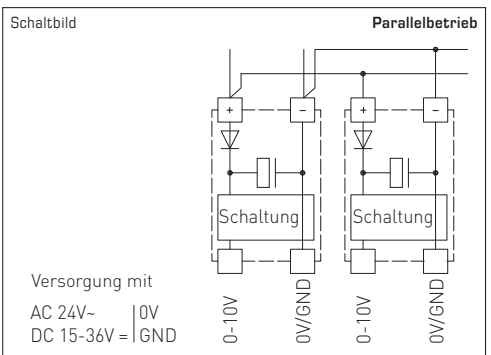 Schaltbild Parallelbetrieb
+ − + −
Schaltung Schaltung
Versorgung mit
AC 24V~ | 0V
DC 15-36V = | GND
0-10V
0V/GND
0-10V
0V/GND